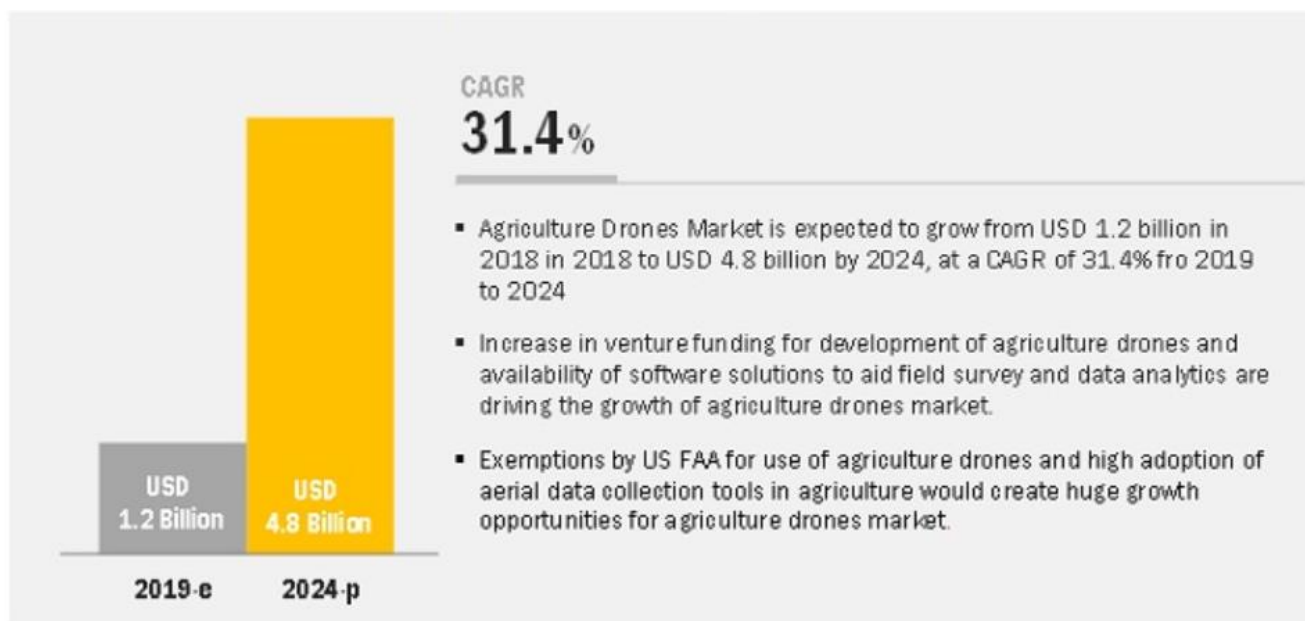 CAGR
31.4%
▪ Agriculture Drones Market is expected to grow from USD 1.2 billion in
2018 in 2018 to USD 4.8 billion by 2024, at a CAGR of 31.4% fro 2019
to 2024
▪ Increase in venture funding for development of agriculture drones and
availability of software solutions to aid field survey and data analytics are
driving the growth of agriculture drones market.
▪ Exemptions by US FAA for use of agriculture drones and high adoption of
aerial data collection tools in agriculture would create huge growth
opportunities for agriculture drones market.
USD
1.2 Billion
USD
4.8 Billion
2019-e
2024-p